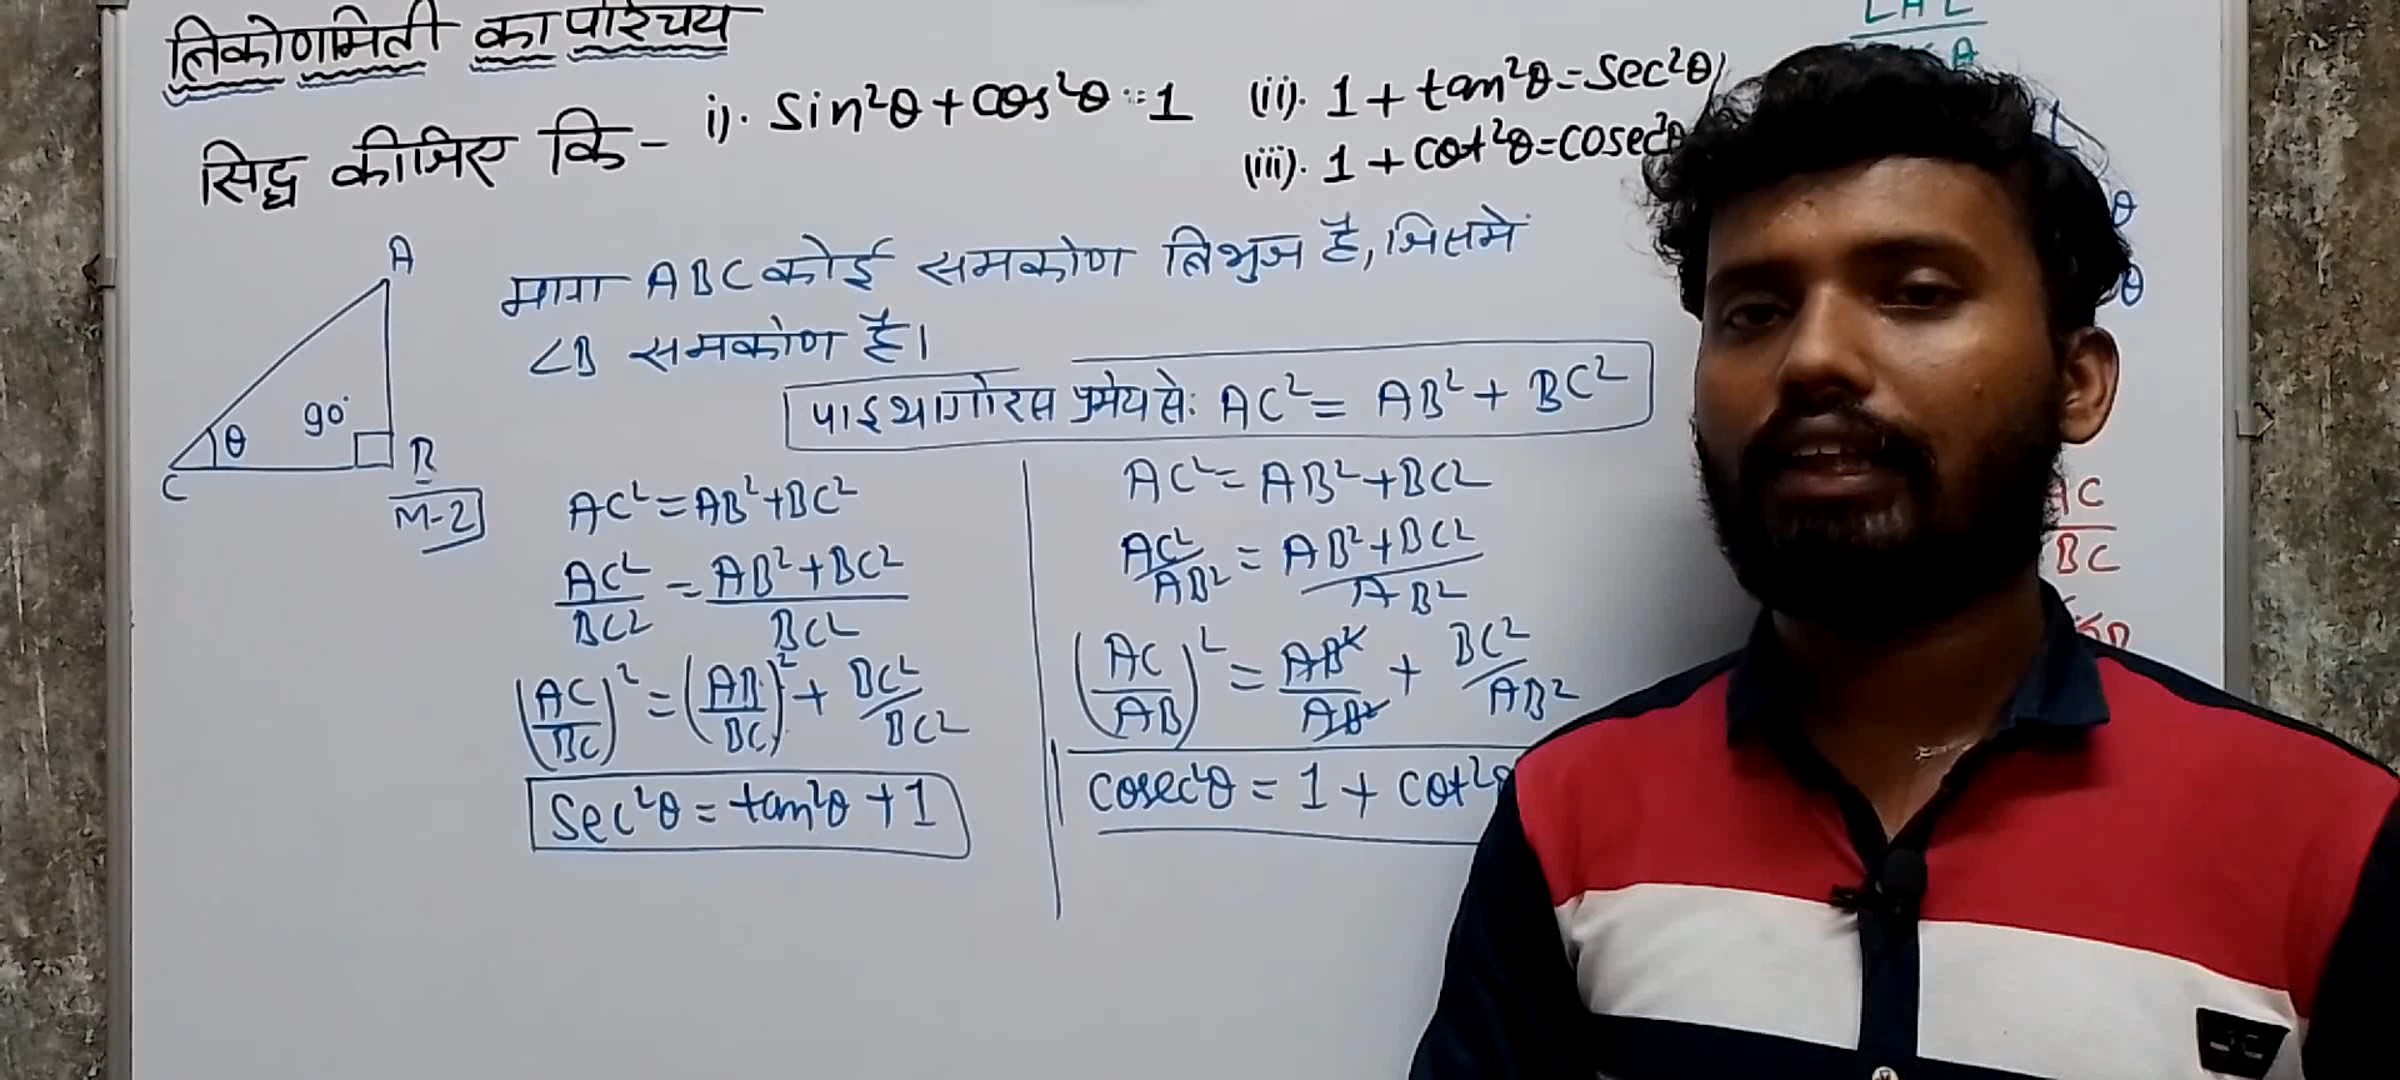 त्रिकोणमिती का परिचय
सिद्ध कीजिए कि - i). sin²θ + cos²θ = 1 (ii). 1 + tan²θ = sec²θ
(iii). 1 + cot²θ = cosec²θ
माना ABC कोई समकोण त्रिभुज है, जिसमें
∠B समकोण है।
पाइथागोरस प्रमेय से: AC² = AB² + BC²
A
90°
θ
B
C
M-2
AC² = AB² + BC²
AC²/BC² = AB² + BC²/BC²
(AC/BC)² = (AB/BC)² + BC²/BC²
sec²θ = tan²θ + 1
AC² = AB² + BC²
AC²/AB² = AB² + BC²/AB²
(AC/AB)² = AB²/AB² + BC²/AB²
cosec²θ = 1 + cot²θ
θ
θ
AC
BC